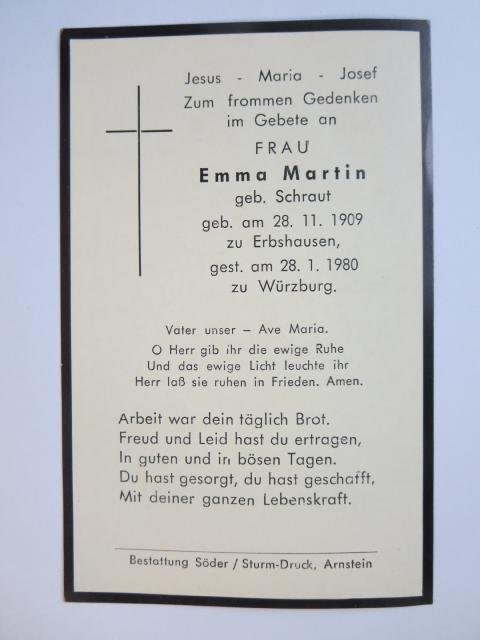 Jesus - Maria - Josef
Zum frommen Gedenken
im Gebete an
FRAU
Emma Martin
geb. Schraut
geb. am 28. 11. 1909
zu Erbshausen,
gest. am 28. 1. 1980
zu Würzburg.
Vater unser – Ave Maria.
O Herr gib ihr die ewige Ruhe
Und das ewige Licht leuchte ihr
Herr laß sie ruhen in Frieden. Amen.
Arbeit war dein täglich Brot.
Freud und Leid hast du ertragen,
In guten und in bösen Tagen.
Du hast gesorgt, du hast geschafft,
Mit deiner ganzen Lebenskraft.
Bestattung Söder / Sturm-Druck, Arnstein